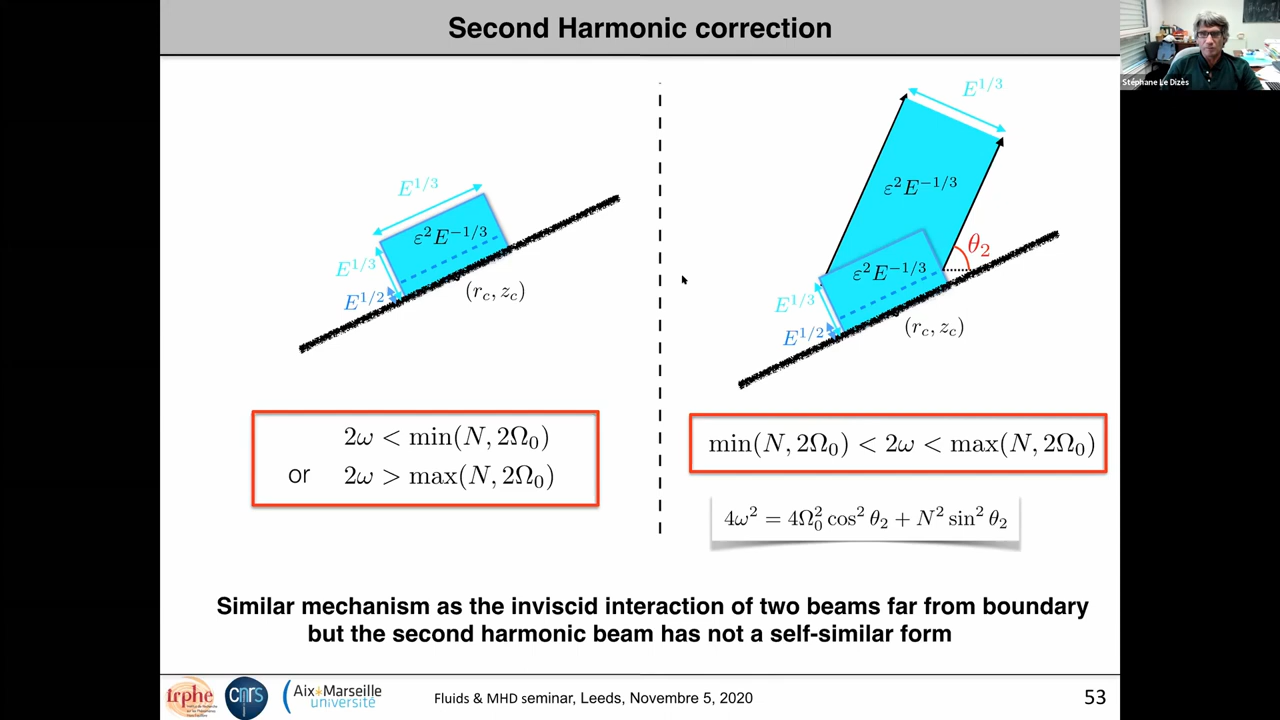 Second Harmonic correction
Stéphane Le Dizès
E^{1/3}
ε²E^{-1/3}
E^{1/3}
E^{1/2}
(r_c, z_c)
E^{1/3}
ε²E^{-1/3}
θ₂
ε²E^{-1/3}
E^{1/3}
E^{1/2}
(r_c, z_c)
2ω < min(N, 2Ω₀)
or 2ω > max(N, 2Ω₀)
min(N, 2Ω₀) < 2ω < max(N, 2Ω₀)
4ω² = 4Ω₀² cos² θ₂ + N² sin² θ₂
Similar mechanism as the inviscid interaction of two beams far from boundary
but the second harmonic beam has not a self-similar form
irphe
cnrs
Aix*Marseille
université
Fluids & MHD seminar, Leeds, Novembre 5, 2020
53